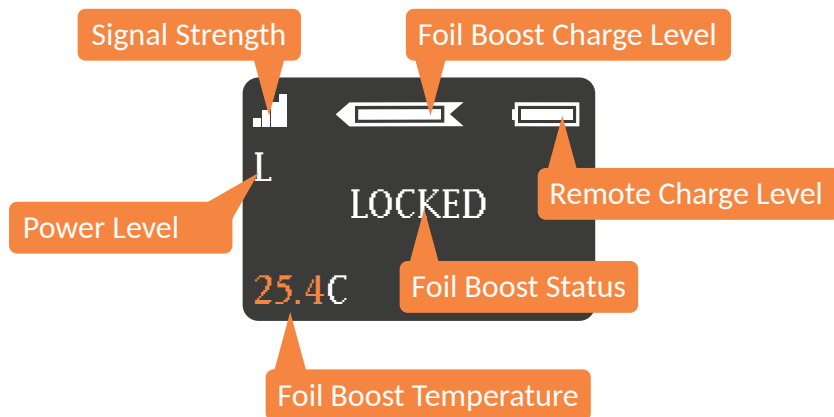 Signal Strength
Foil Boost Charge Level
L
Remote Charge Level
LOCKED
Power Level
Foil Boost Status
25.4C
Foil Boost Temperature